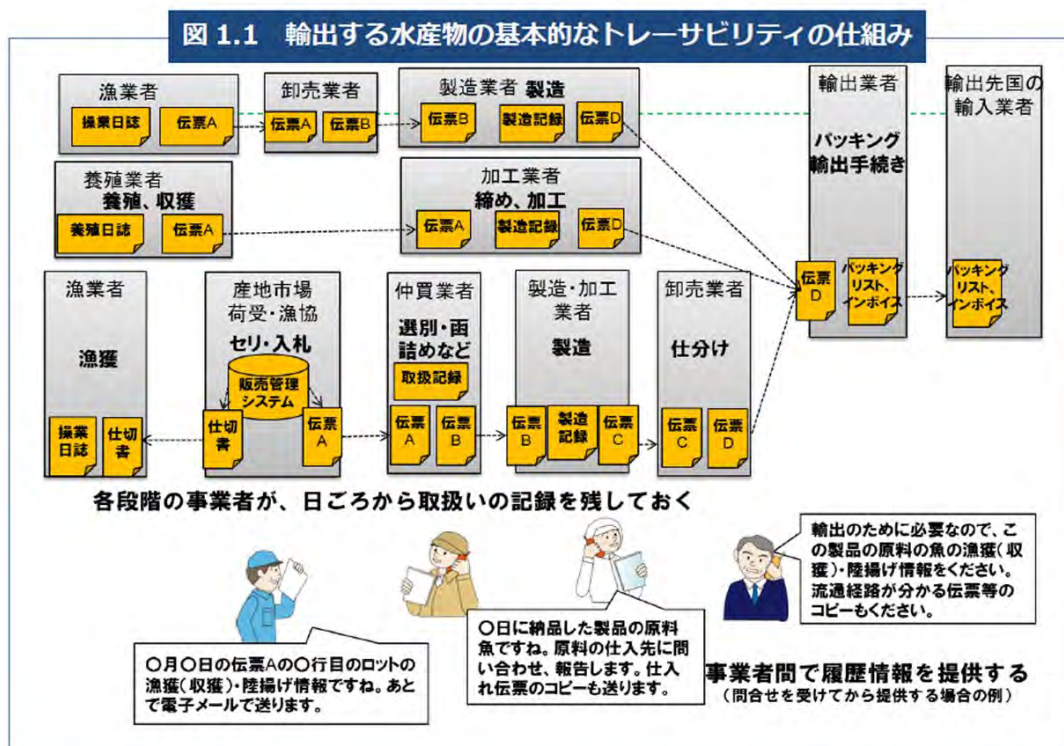 図 1.1 輸出する水産物の基本的なトレーサビリティの仕組み
漁業者
操業日誌
伝票A
卸売業者
伝票A
伝票B
製造業者 製造
伝票B
製造記録
伝票D
輸出業者
パッキング
輸出手続き
伝票
D
パッキング
リスト、
インボイス
輸出先国の
輸入業者
パッキング
リスト、
インボイス
養殖業者
養殖、収獲
養殖日誌
伝票A
加工業者
締め、加工
伝票A
製造記録
伝票D
漁業者
漁獲
操業
日誌
仕切
書
産地市場
荷受・漁協
セリ・入札
販売管理
システム
仕切
書
伝票
A
仲買業者
選別・函
詰めなど
取扱記録
伝票
A
伝票
B
製造・加工
業者
製造
伝票
B
製造
記録
伝票
C
卸売業者
仕分け
伝票
C
伝票
D
各段階の事業者が、日ごろから取扱いの記録を残しておく
輸出のために必要なので、こ
の製品の原料の魚の漁獲(収
獲)・陸揚げ情報をください。
流通経路が分かる伝票等の
コピーもください。
〇日に納品した製品の原料
魚ですね。原料の仕入先に問
い合わせ、報告します。仕入
れ伝票のコピーも送ります。
〇月〇日の伝票Aの〇行目のロットの
漁獲(収獲)・陸揚げ情報ですね。あと
で電子メールで送ります。
事業者間で履歴情報を提供する
(問合せを受けてから提供する場合の例)